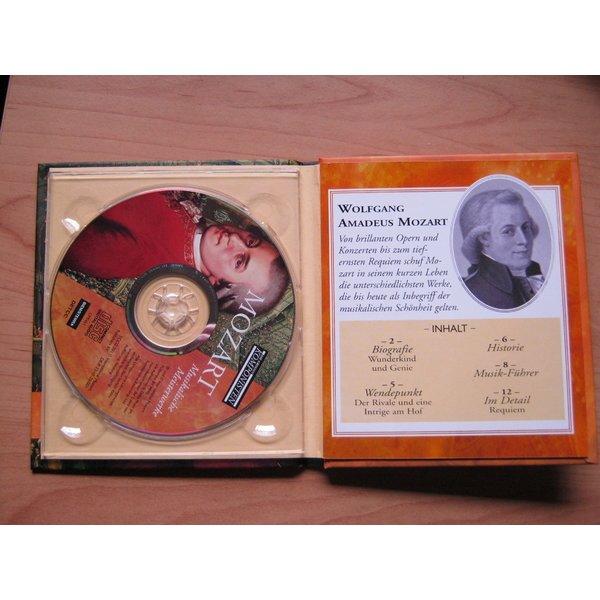 KOMPONISTEN
MOZART
Musikalische
Meisterwerke
WOLFGANG
AMADEUS MOZART
Von brillanten Opern und
Konzerten bis zum tief-
ernsten Requiem schuf Mo-
zart in seinem kurzen Leben
die unterschiedlichsten Werke,
die bis heute als Inbegriff der
musikalischen Schönheit gelten.
– INHALT –
– 2 –
Biografie
Wunderkind
und Genie
– 5 –
Wendepunkt
Der Rivale und eine
Intrige am Hof
– 6 –
Historie
– 8 –
Musik-Führer
– 12 –
Im Detail
Requiem